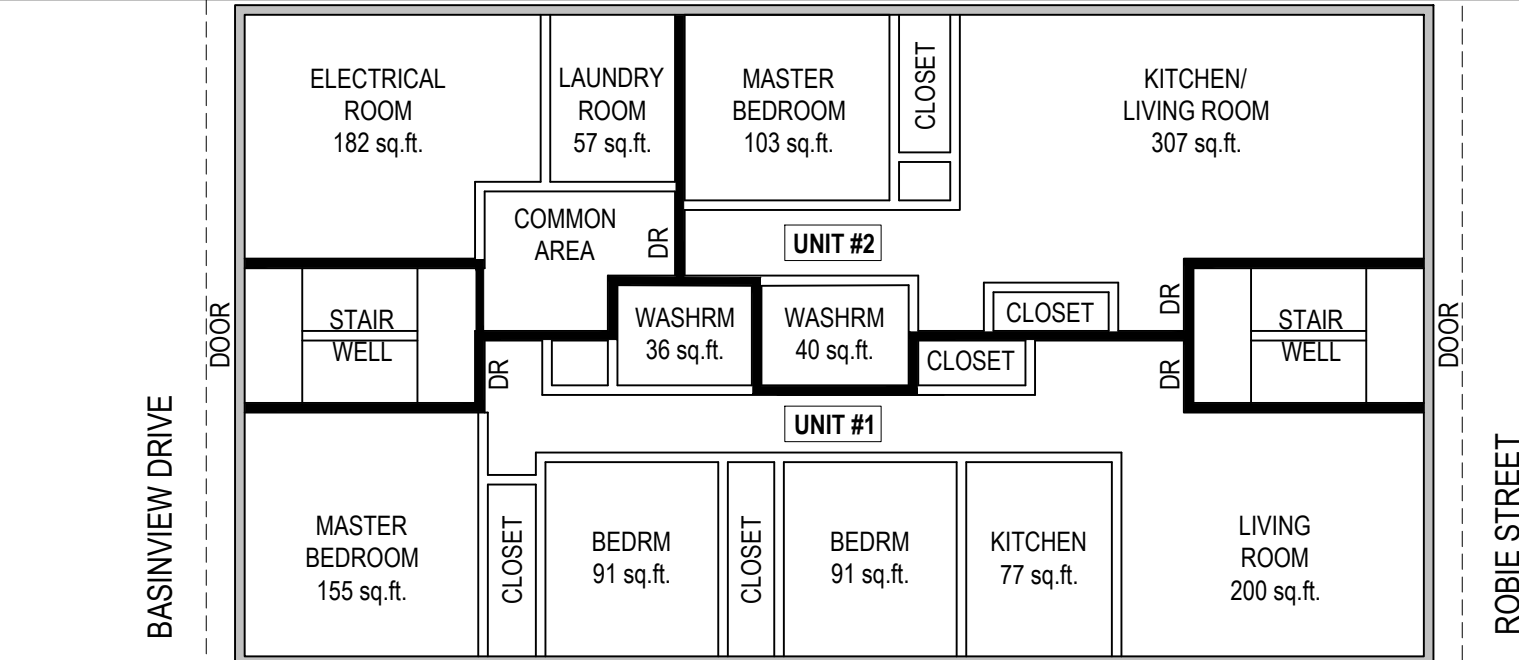 ELECTRICAL
ROOM
182 sq.ft.
LAUNDRY
ROOM
57 sq.ft.
MASTER
BEDROOM
103 sq.ft.
CLOSET
KITCHEN/
LIVING ROOM
307 sq.ft.
COMMON
AREA
DR
UNIT #2
DOOR
STAIR
WELL
WASHRM
36 sq.ft.
WASHRM
40 sq.ft.
CLOSET
DR
STAIR
WELL
DOOR
DR
CLOSET
DR
UNIT #1
BASINVIEW DRIVE
MASTER
BEDROOM
155 sq.ft.
CLOSET
BEDRM
91 sq.ft.
CLOSET
BEDRM
91 sq.ft.
KITCHEN
77 sq.ft.
LIVING
ROOM
200 sq.ft.
ROBIE STREET